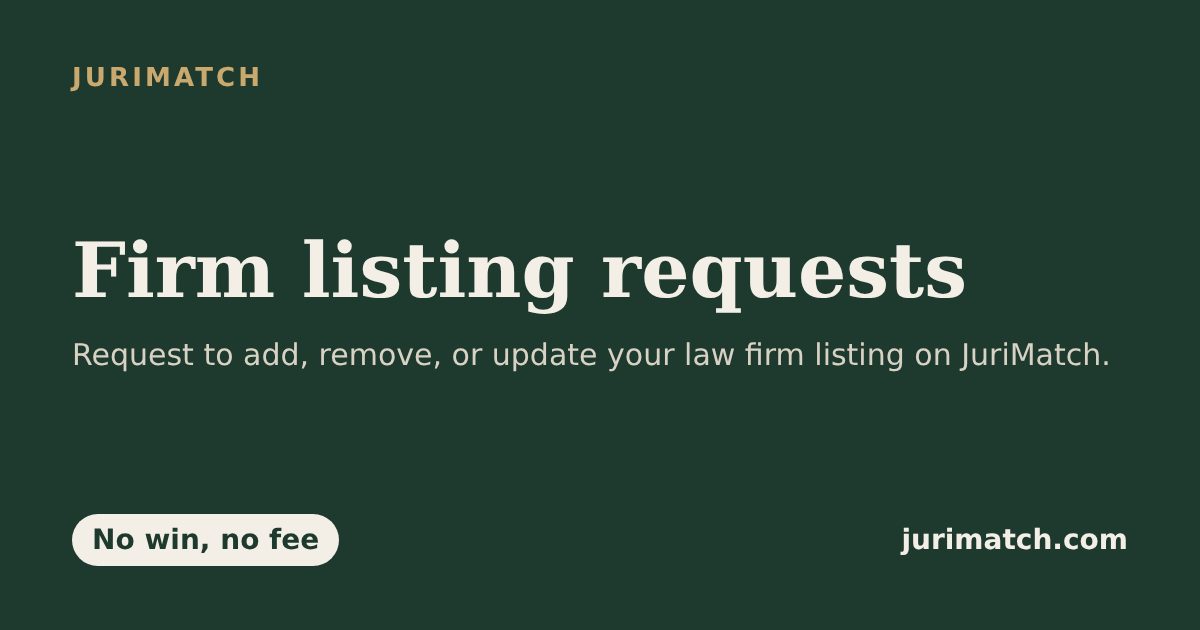 JURIMATCH
Firm listing requests
Request to add, remove, or update your law firm listing on JuriMatch.
No win, no fee
jurimatch.com